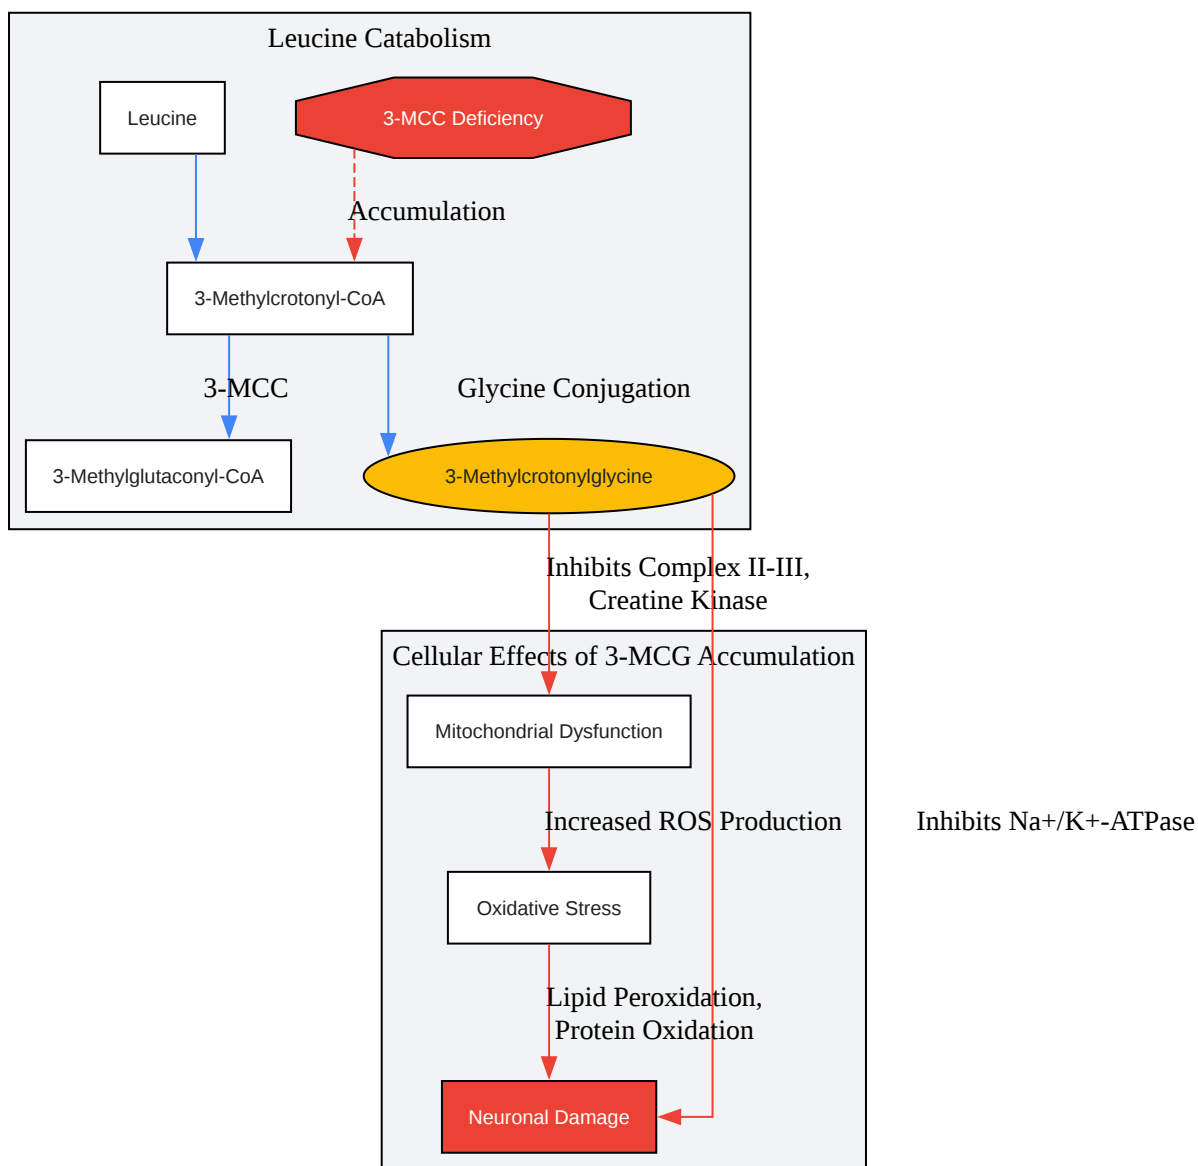 Leucine Catabolism
Leucine
3-MCC Deficiency
Accumulation
3-Methylcrotonyl-CoA
3-MCC
Glycine Conjugation
3-Methylglutaconyl-CoA
3-Methylcrotonylglycine
Inhibits Complex II-III,
Creatine Kinase
Cellular Effects of 3-MCG Accumulation
Mitochondrial Dysfunction
Increased ROS Production
Inhibits Na+/K+-ATPase
Oxidative Stress
Lipid Peroxidation,
Protein Oxidation
Neuronal Damage